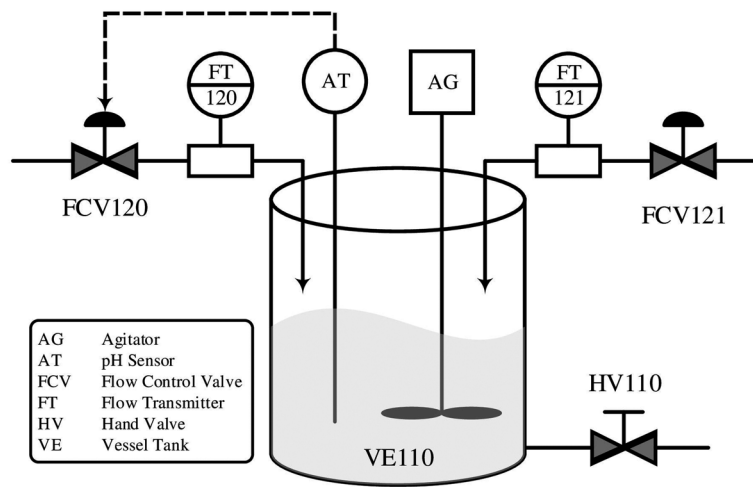 FT
120
AT
AG
FT
121
FCV120
FCV121
AG Agitator
AT pH Sensor
FCV Flow Control Valve
FT Flow Transmitter
HV Hand Valve
VE Vessel Tank
HV110
VE110